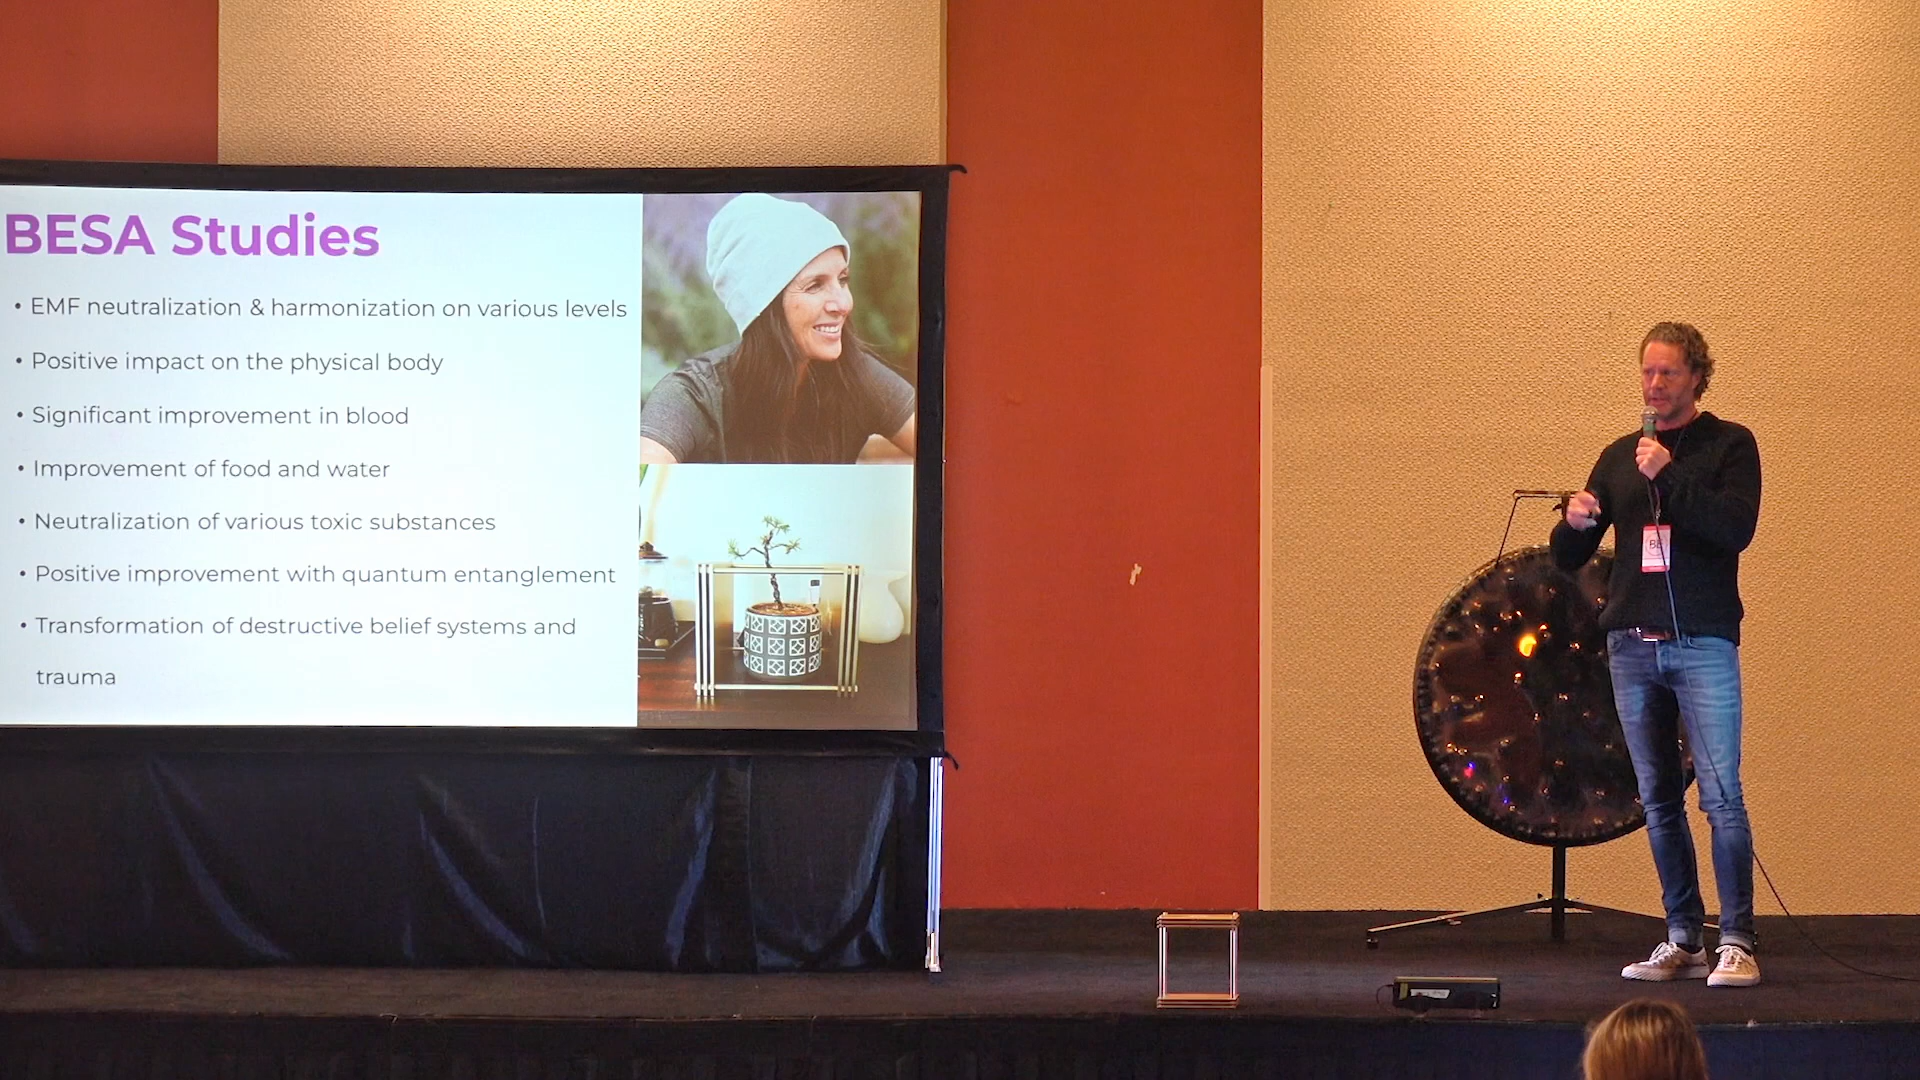 BESA Studies
• EMF neutralization & harmonization on various levels
• Positive impact on the physical body
• Significant improvement in blood
• Improvement of food and water
• Neutralization of various toxic substances
• Positive improvement with quantum entanglement
• Transformation of destructive belief systems and
trauma